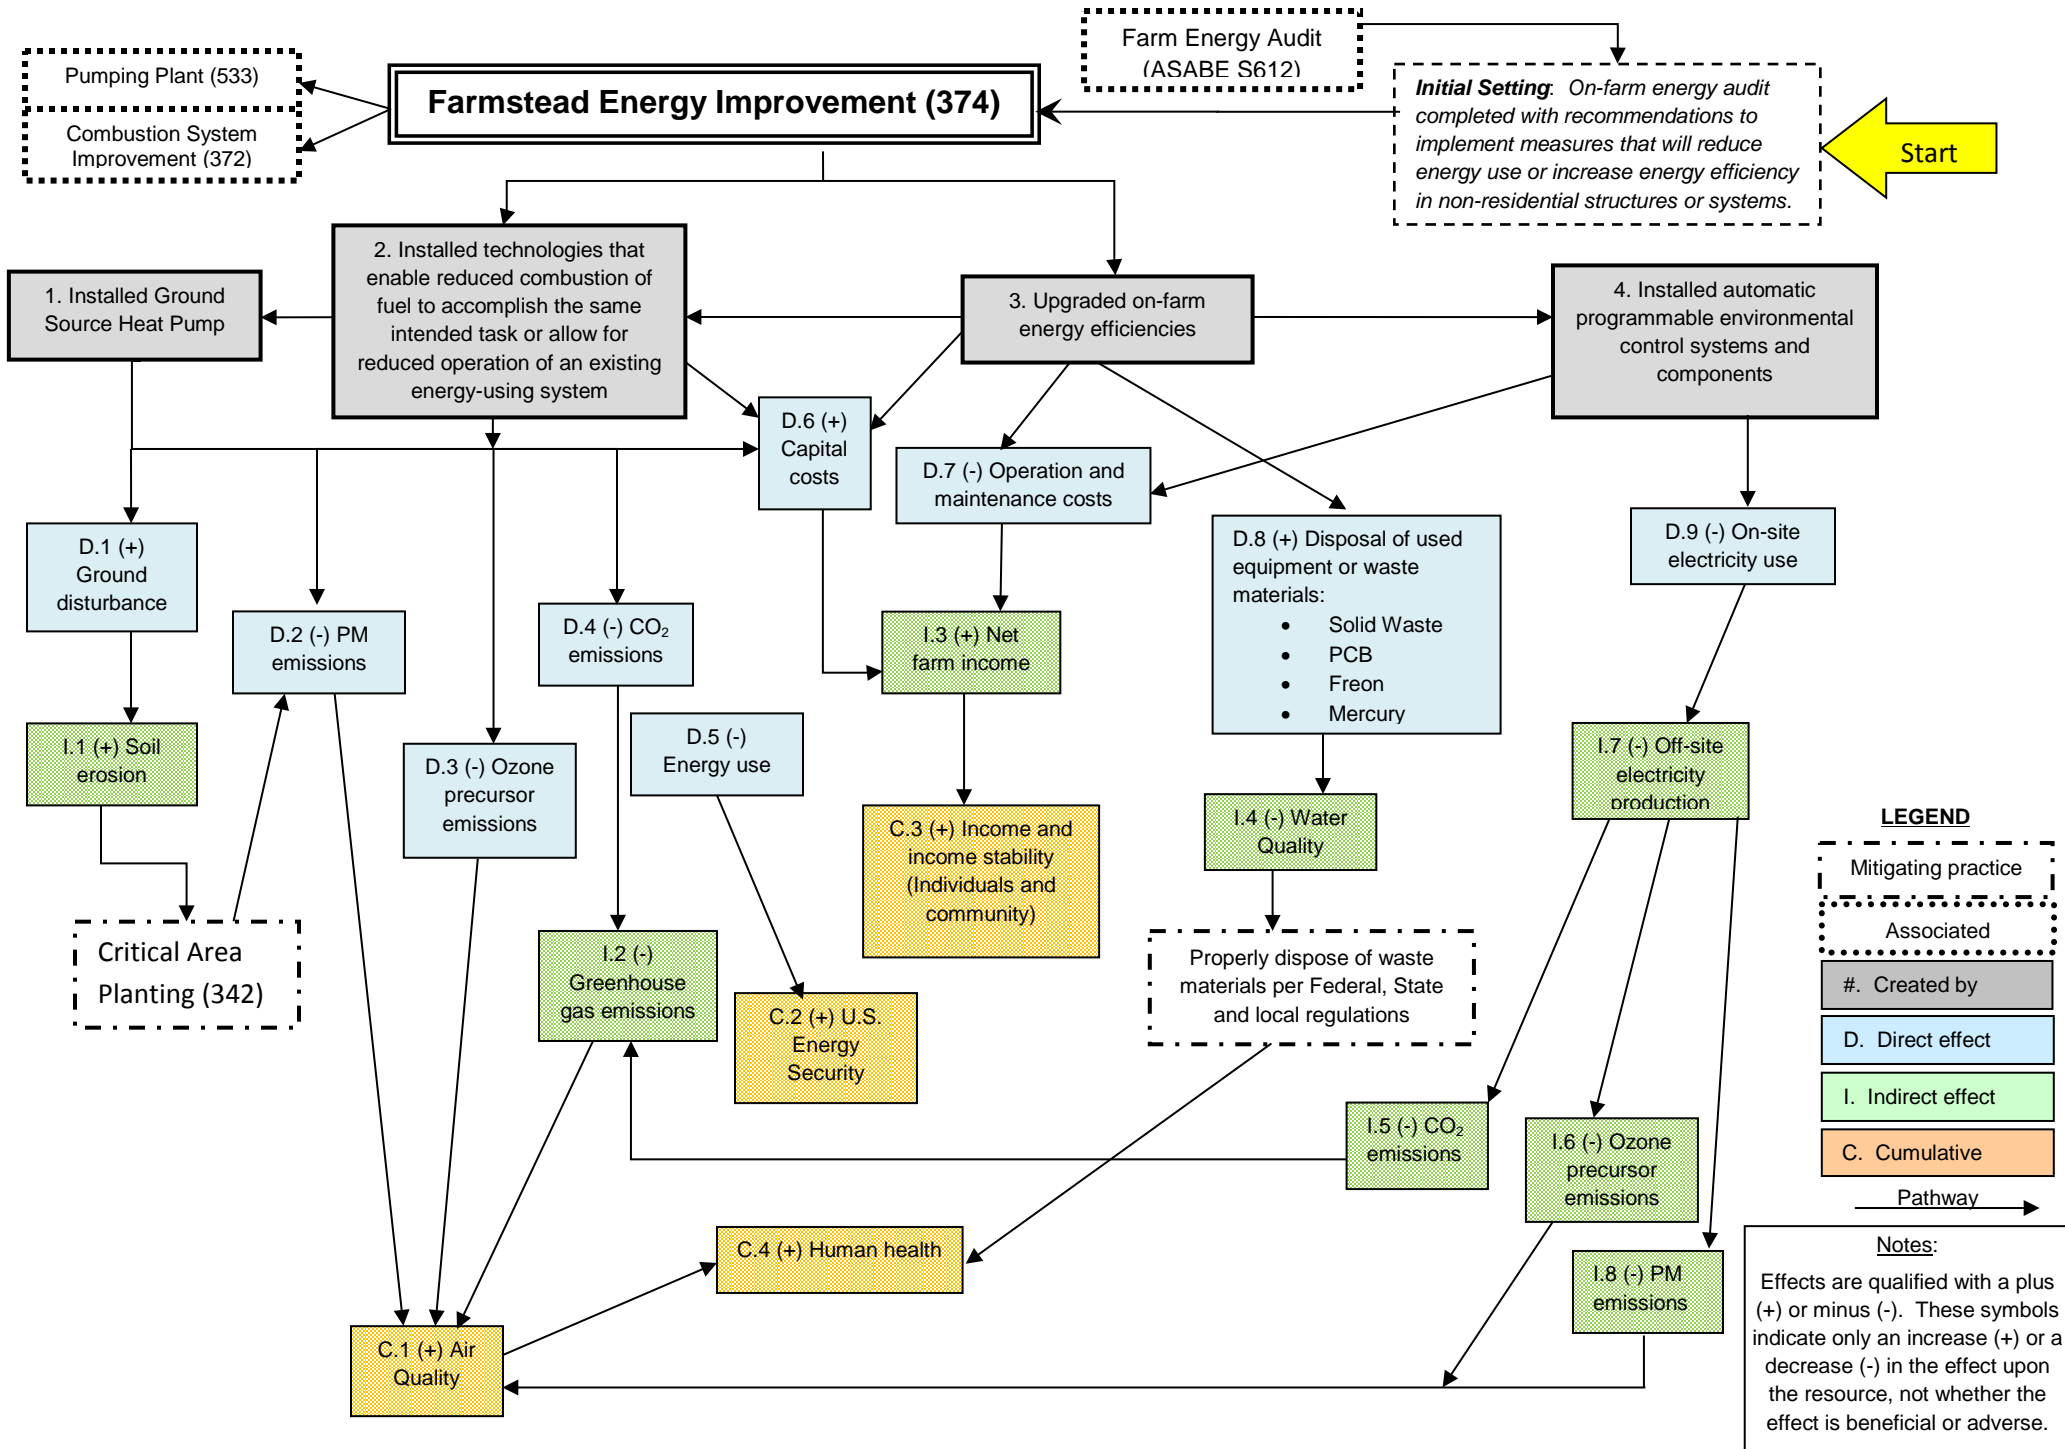 Farm Energy Audit
(ASABE S612)
Pumping Plant (533)
Combustion System
Improvement (372)
Farmstead Energy Improvement (374)
Initial Setting:  On-farm energy audit
completed with recommendations to
implement measures that will reduce
energy use or increase energy efficiency
in non-residential structures or systems.
Start
1. Installed Ground
Source Heat Pump
2. Installed technologies that
enable reduced combustion of
fuel to accomplish the same
intended task or allow for
reduced operation of an existing
energy-using system
3. Upgraded on-farm
energy efficiencies
4. Installed automatic
programmable environmental
control systems and
components
D.6 (+)
Capital
costs
D.7 (-) Operation and
maintenance costs
D.1 (+)
Ground
disturbance
D.2 (-) PM
emissions
D.4 (-) CO₂
emissions
I.3 (+) Net
farm income
D.8 (+) Disposal of used
equipment or waste
materials:
• Solid Waste
• PCB
• Freon
• Mercury
D.9 (-) On-site
electricity use
I.1 (+) Soil
erosion
D.3 (-) Ozone
precursor
emissions
D.5 (-)
Energy use
I.7 (-) Off-site
electricity
production
C.3 (+) Income and
income stability
(Individuals and
community)
I.4 (-) Water
Quality
Critical Area
Planting (342)
I.2 (-)
Greenhouse
gas emissions
C.2 (+) U.S.
Energy
Security
Properly dispose of waste
materials per Federal, State
and local regulations
I.5 (-) CO₂
emissions
I.6 (-) Ozone
precursor
emissions
I.8 (-) PM
emissions
C.4 (+) Human health
C.1 (+) Air
Quality
LEGEND
Mitigating practice
Associated
#.  Created by
D.  Direct effect
I.  Indirect effect
C.  Cumulative
Pathway
Notes:
Effects are qualified with a plus
(+) or minus (-).  These symbols
indicate only an increase (+) or a
decrease (-) in the effect upon
the resource, not whether the
effect is beneficial or adverse.